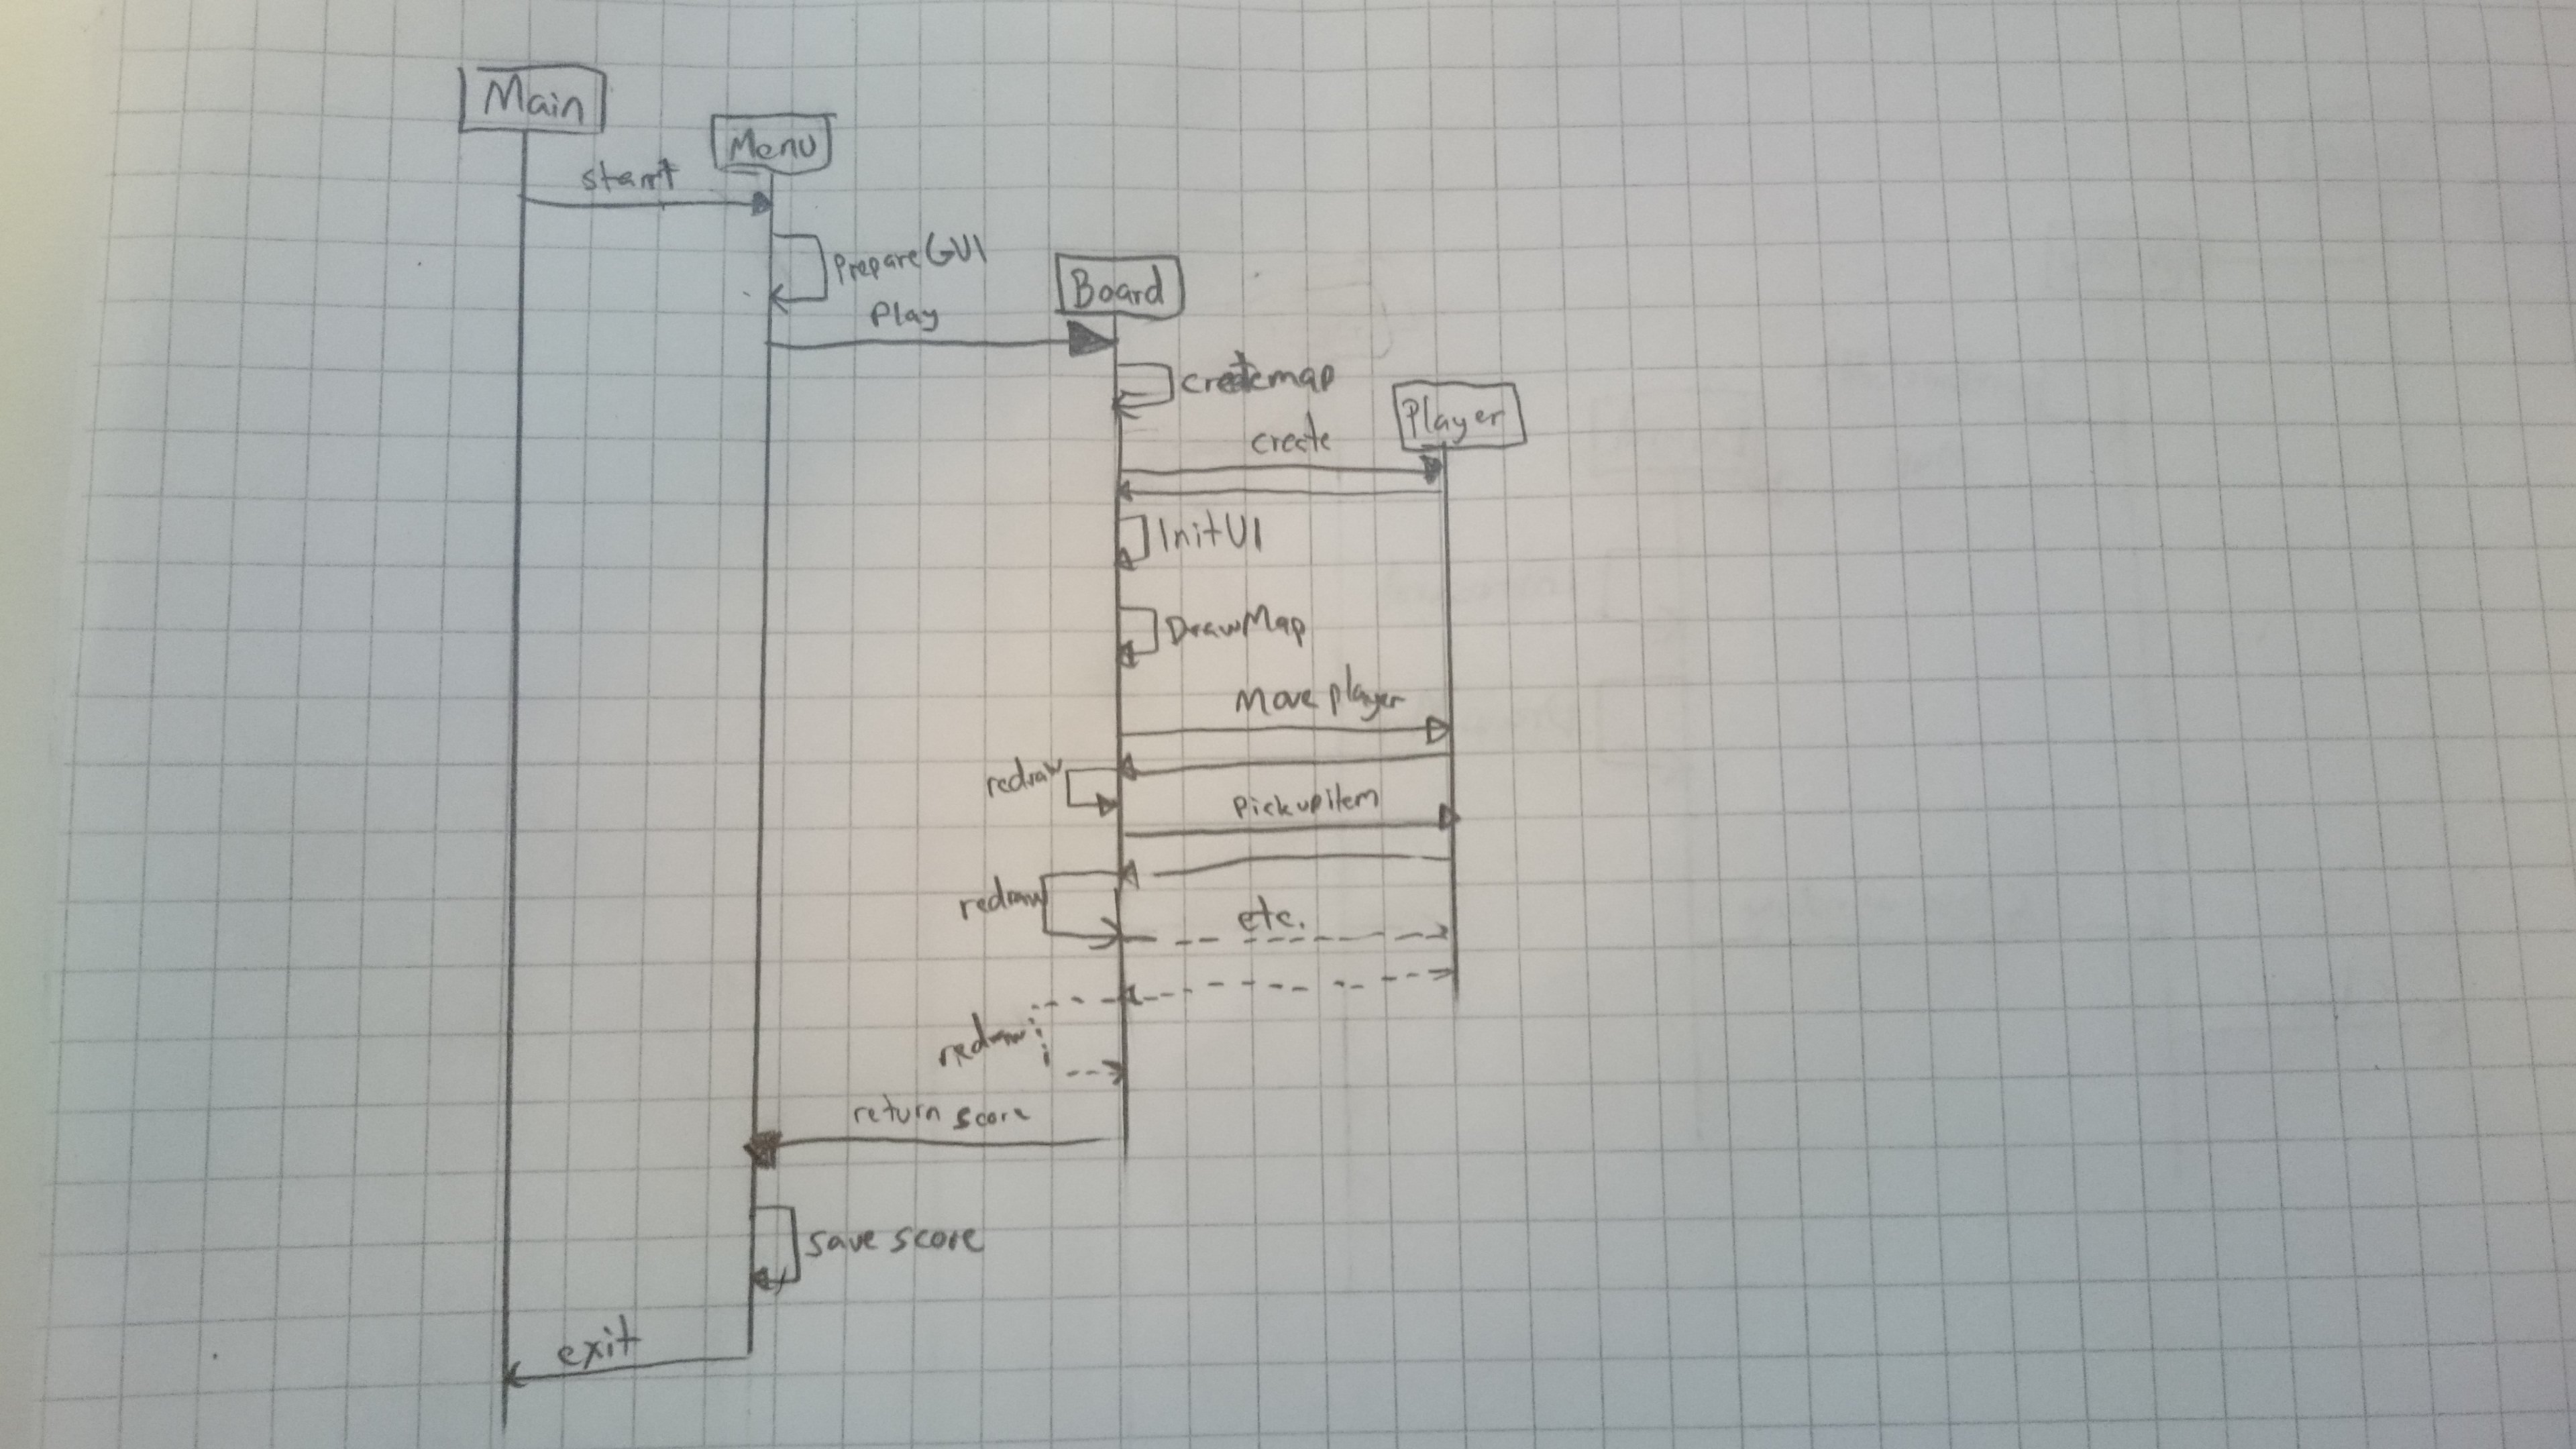 Main
Menu
start
PrepareGUI
Board
Play
createmap
Player
create
InitUI
DrawMap
Move player
redraw
Pickupitem
redraw
etc.
redraw
return score
save score
exit